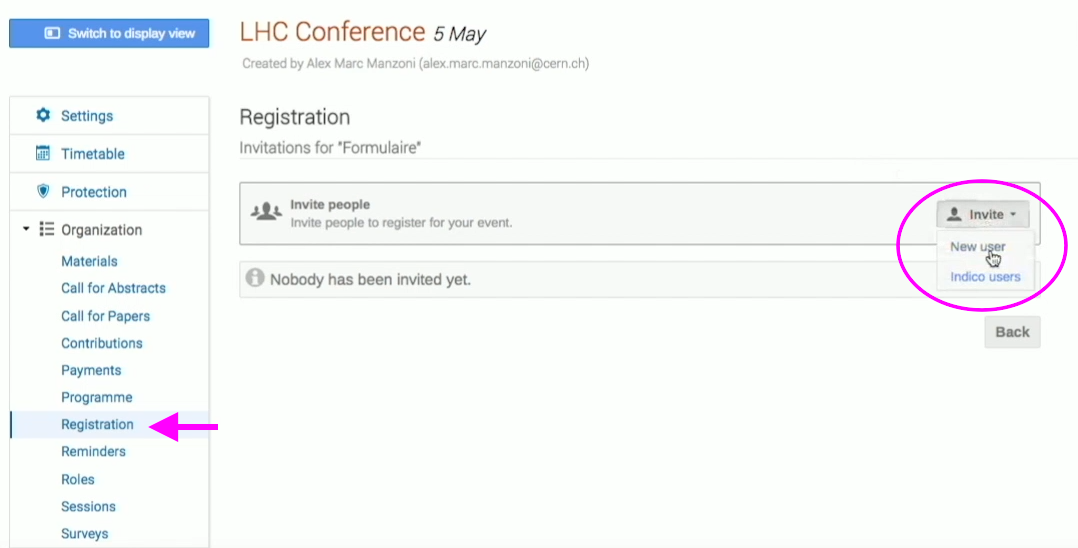 Switch to display view
LHC Conference 5 May
Created by Alex Marc Manzoni (alex.marc.manzoni@cern.ch)
Settings
Timetable
Protection
Organization
Materials
Call for Abstracts
Call for Papers
Contributions
Payments
Programme
Registration
Reminders
Roles
Sessions
Surveys
Registration
Invitations for "Formulaire"
Invite people
Invite people to register for your event.
Invite
New user
Indico users
Nobody has been invited yet.
Back